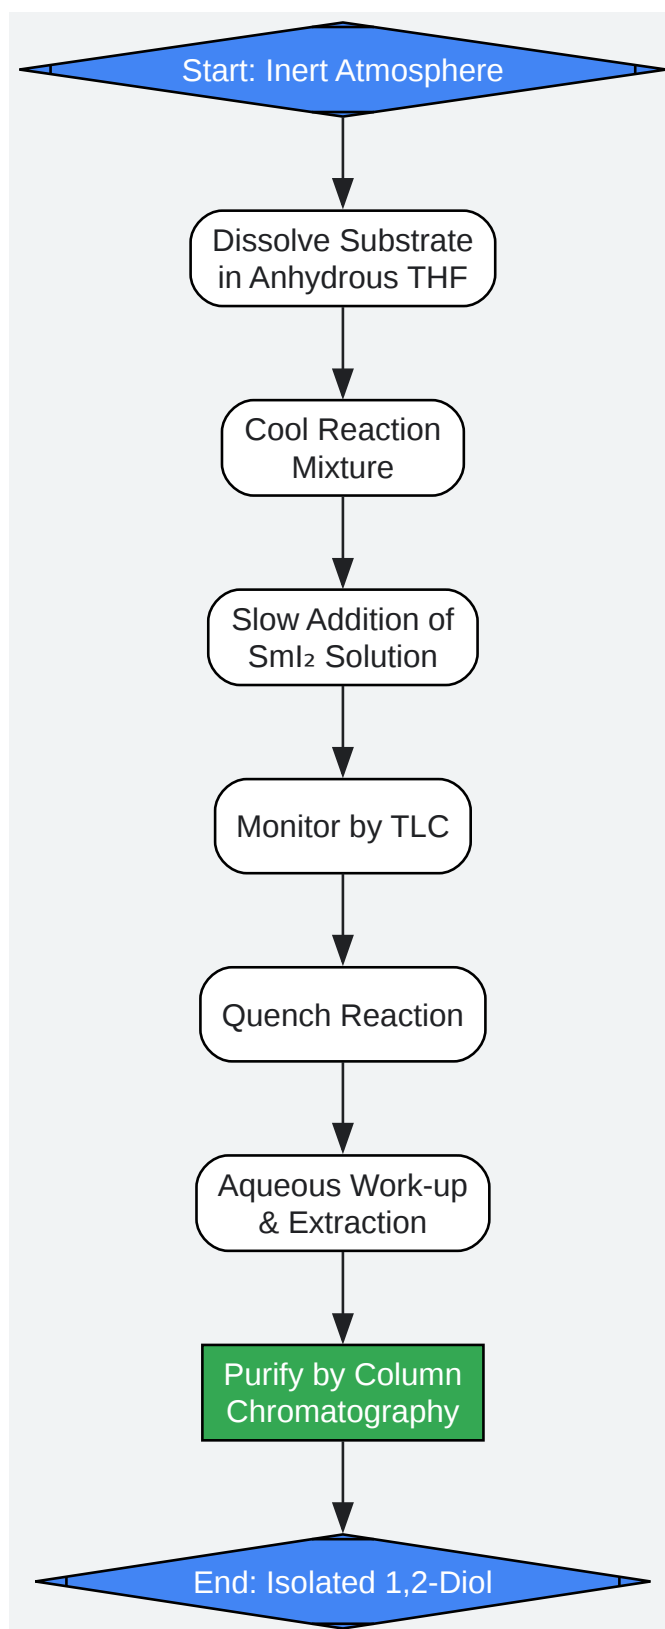 Start: Inert Atmosphere
Dissolve Substrate
in Anhydrous THF
Cool Reaction
Mixture
Slow Addition of
SmI₂ Solution
Monitor by TLC
Quench Reaction
Aqueous Work-up
& Extraction
Purify by Column
Chromatography
End: Isolated 1,2-Diol